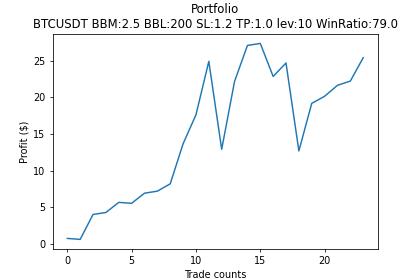 Portfolio
BTCUSDT BBM:2.5 BBL:200 SL:1.2 TP:1.0 lev:10 WinRatio:79.0
25
20
15
10
5
0
Profit ($)
0 5 10 15 20
Trade counts